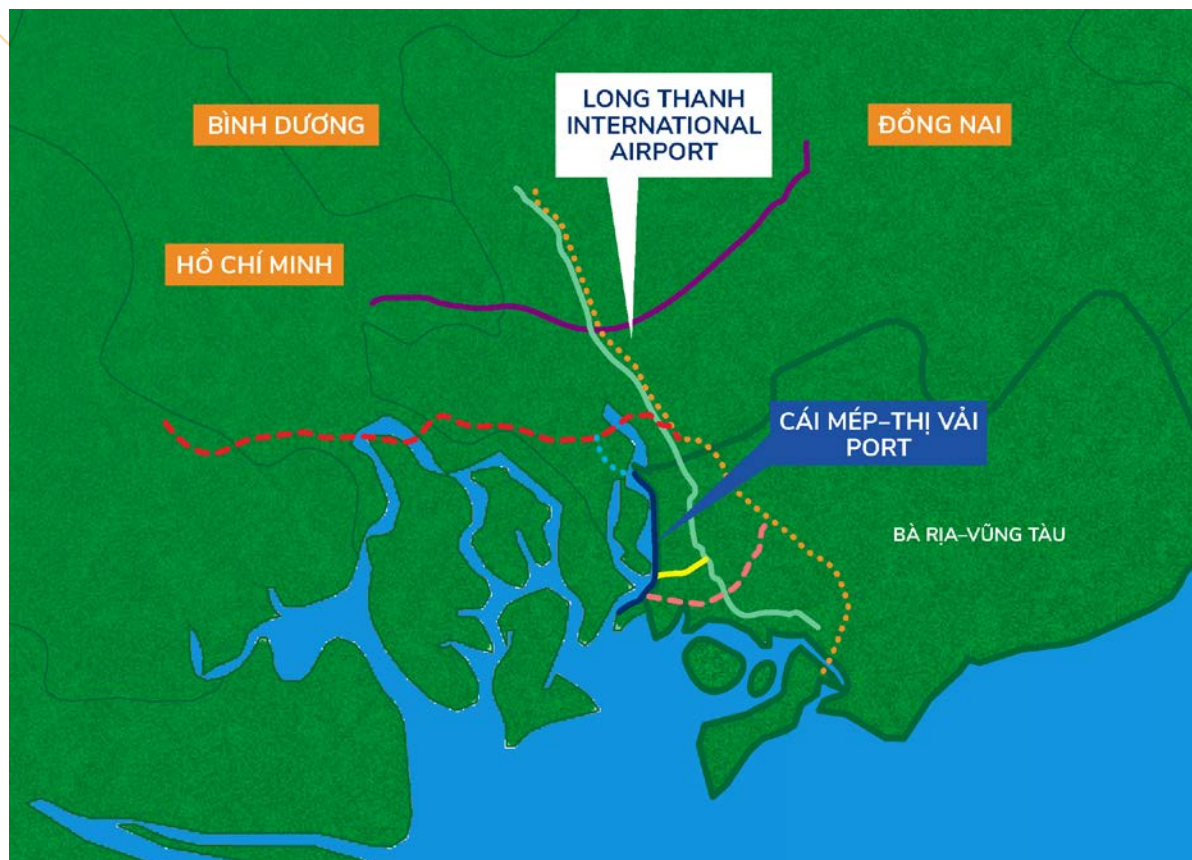 BÌNH DƯƠNG
LONG THANH
INTERNATIONAL
AIRPORT
ĐỒNG NAI
HỒ CHÍ MINH
CÁI MÉP–THỊ VẢI
PORT
BÀ RỊA–VŨNG TÀU